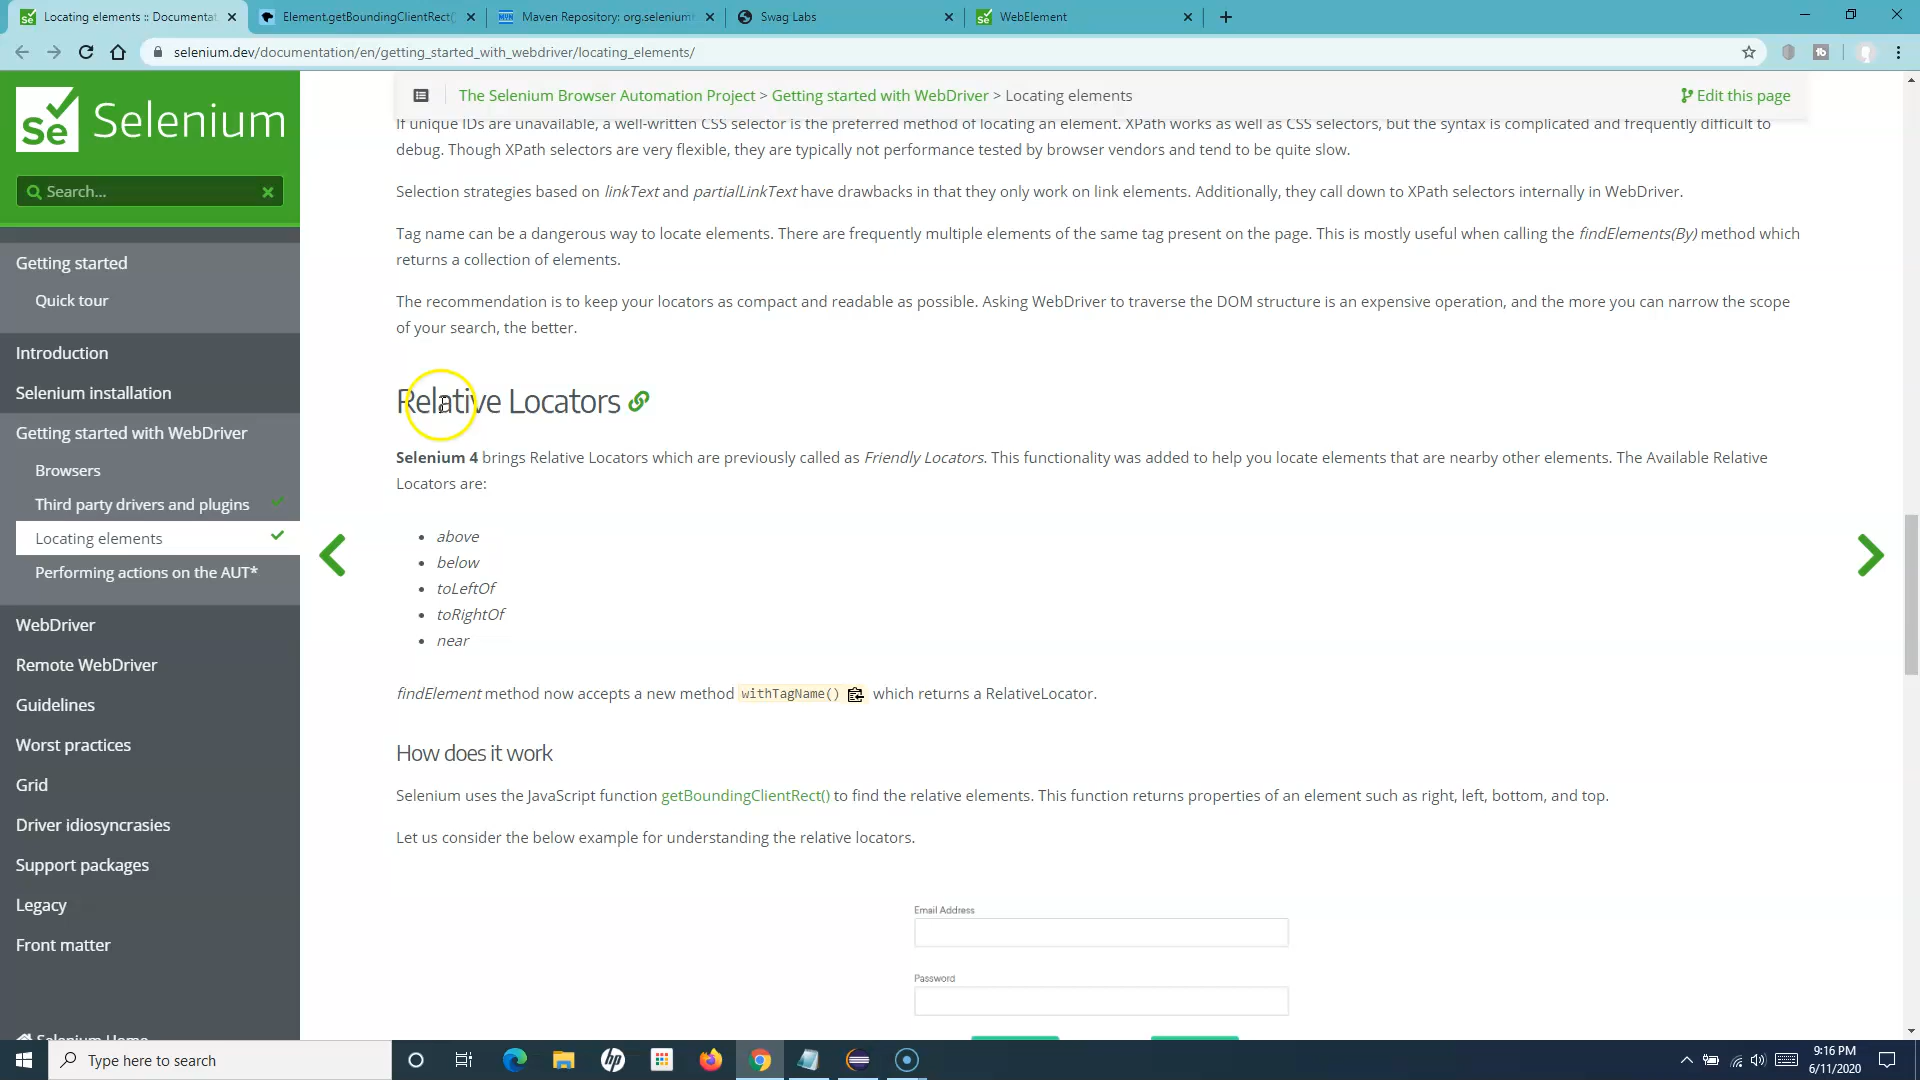 Locating elements :: Documentat
Element.getBoundingClientRect()
Maven Repository: org.seleniumh
Swag Labs
WebElement
selenium.dev/documentation/en/getting_started_with_webdriver/locating_elements/
Se Selenium
Search...
Getting started
Quick tour
Introduction
Selenium installation
Getting started with WebDriver
Browsers
Third party drivers and plugins
Locating elements
Performing actions on the AUT*
WebDriver
Remote WebDriver
Guidelines
Worst practices
Grid
Driver idiosyncrasies
Support packages
Legacy
Front matter
Selenium Home
The Selenium Browser Automation Project > Getting started with WebDriver > Locating elements
Edit this page
If unique IDs are unavailable, a well-written CSS selector is the preferred method of locating an element. XPath works as well as CSS selectors, but the syntax is complicated and frequently difficult to
debug. Though XPath selectors are very flexible, they are typically not performance tested by browser vendors and tend to be quite slow.
Selection strategies based on linkText and partialLinkText have drawbacks in that they only work on link elements. Additionally, they call down to XPath selectors internally in WebDriver.
Tag name can be a dangerous way to locate elements. There are frequently multiple elements of the same tag present on the page. This is mostly useful when calling the findElements(By) method which
returns a collection of elements.
The recommendation is to keep your locators as compact and readable as possible. Asking WebDriver to traverse the DOM structure is an expensive operation, and the more you can narrow the scope
of your search, the better.
Relative Locators
Selenium 4 brings Relative Locators which are previously called as Friendly Locators. This functionality was added to help you locate elements that are nearby other elements. The Available Relative
Locators are:
• above
• below
• toLeftOf
• toRightOf
• near
findElement method now accepts a new method withTagName() which returns a RelativeLocator.
How does it work
Selenium uses the JavaScript function getBoundingClientRect() to find the relative elements. This function returns properties of an element such as right, left, bottom, and top.
Let us consider the below example for understanding the relative locators.
Email Address
Password
Type here to search
hp
9:16 PM
6/11/2020